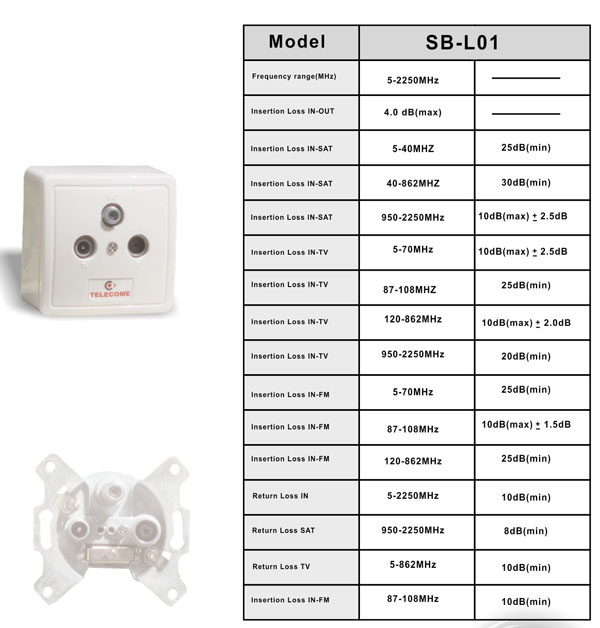 Model SB-L01
Frequency range(MHz) 5-2250MHz
Insertion Loss IN-OUT 4.0 dB(max)
Insertion Loss IN-SAT 5-40MHZ 25dB(min)
Insertion Loss IN-SAT 40-862MHZ 30dB(min)
Insertion Loss IN-SAT 950-2250MHz 10dB(max) ± 2.5dB
Insertion Loss IN-TV 5-70MHz 10dB(max) ± 2.5dB
Insertion Loss IN-TV 87-108MHZ 25dB(min)
Insertion Loss IN-TV 120-862MHz 10dB(max) ± 2.0dB
Insertion Loss IN-TV 950-2250MHz 20dB(min)
Insertion Loss IN-FM 5-70MHz 25dB(min)
Insertion Loss IN-FM 87-108MHz 10dB(max) ± 1.5dB
Insertion Loss IN-FM 120-862MHz 25dB(min)
Return Loss IN 5-2250MHz 10dB(min)
Return Loss SAT 950-2250MHz 8dB(min)
Return Loss TV 5-862MHz 10dB(min)
Insertion Loss IN-FM 87-108MHz 10dB(min)
TELECOME